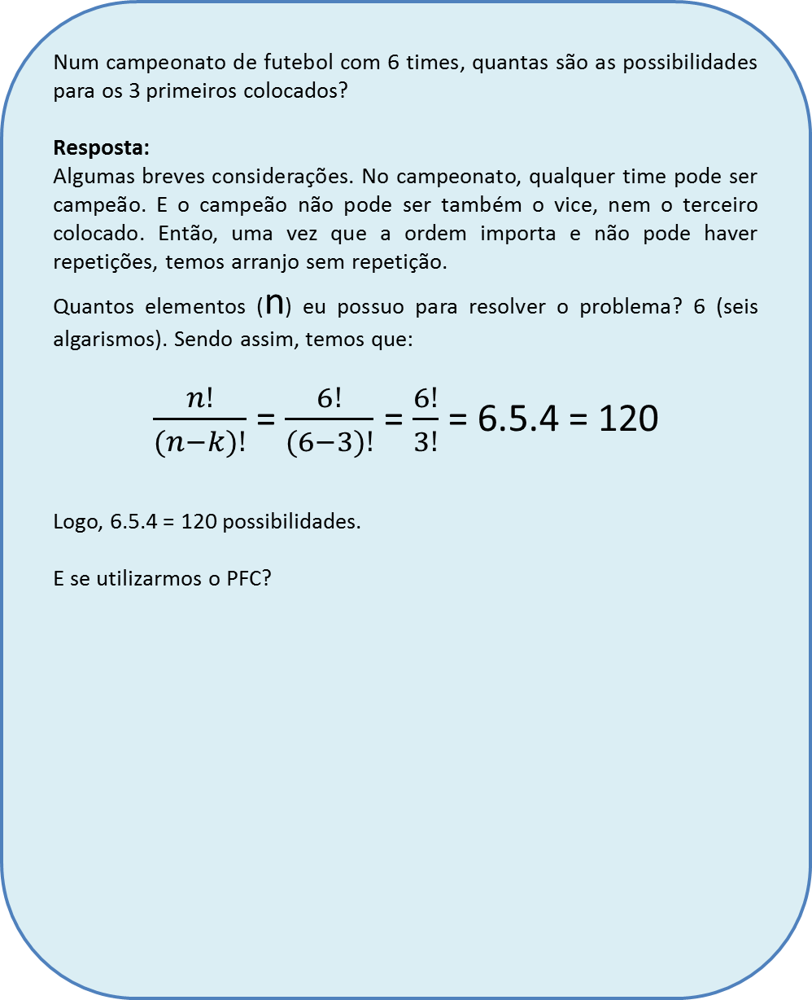 Num campeonato de futebol com 6 times, quantas são as possibilidades
para os 3 primeiros colocados?
Resposta:
Algumas breves considerações. No campeonato, qualquer time pode ser
campeão. E o campeão não pode ser também o vice, nem o terceiro
colocado. Então, uma vez que a ordem importa e não pode haver
repetições, temos arranjo sem repetição.
Quantos elementos (n) eu possuo para resolver o problema? 6 (seis
algarismos). Sendo assim, temos que:
n!/(n−k)! = 6!/(6−3)! = 6!/3! = 6.5.4 = 120
Logo, 6.5.4 = 120 possibilidades.
E se utilizarmos o PFC?